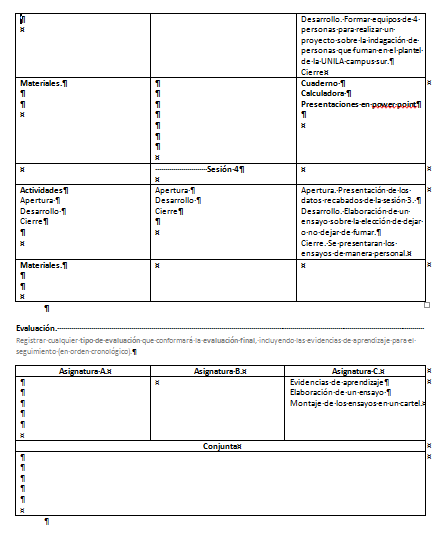 Desarrollo. Formar equipos de 4
personas para realizar un
proyecto sobre la indagación de
personas que fuman en el plantel
de la UNILA campus sur.
Cierre
Materiales.
Cuaderno
Calculadora
Presentaciones en power point
Sesión 4
Actividades
Apertura
Desarrollo
Cierre
Apertura
Desarrollo
Cierre
Apertura. Presentación de los
datos recabados de la sesión 3.
Desarrollo. Elaboración de un
ensayo sobre la elección de dejar
o no dejar de fumar.
Cierre. Se presentaran los
ensayos de manera personal.
Materiales.
Evaluación.
Registrar cualquier tipo de evaluación que conformará la evaluación final, incluyendo las evidencias de aprendizaje para el
seguimiento (en orden cronológico).
Asignatura A. Asignatura B. Asignatura C.
Evidencias de aprendizaje
Elaboración de un ensayo
Montaje de los ensayos en un cartel.
Conjunta